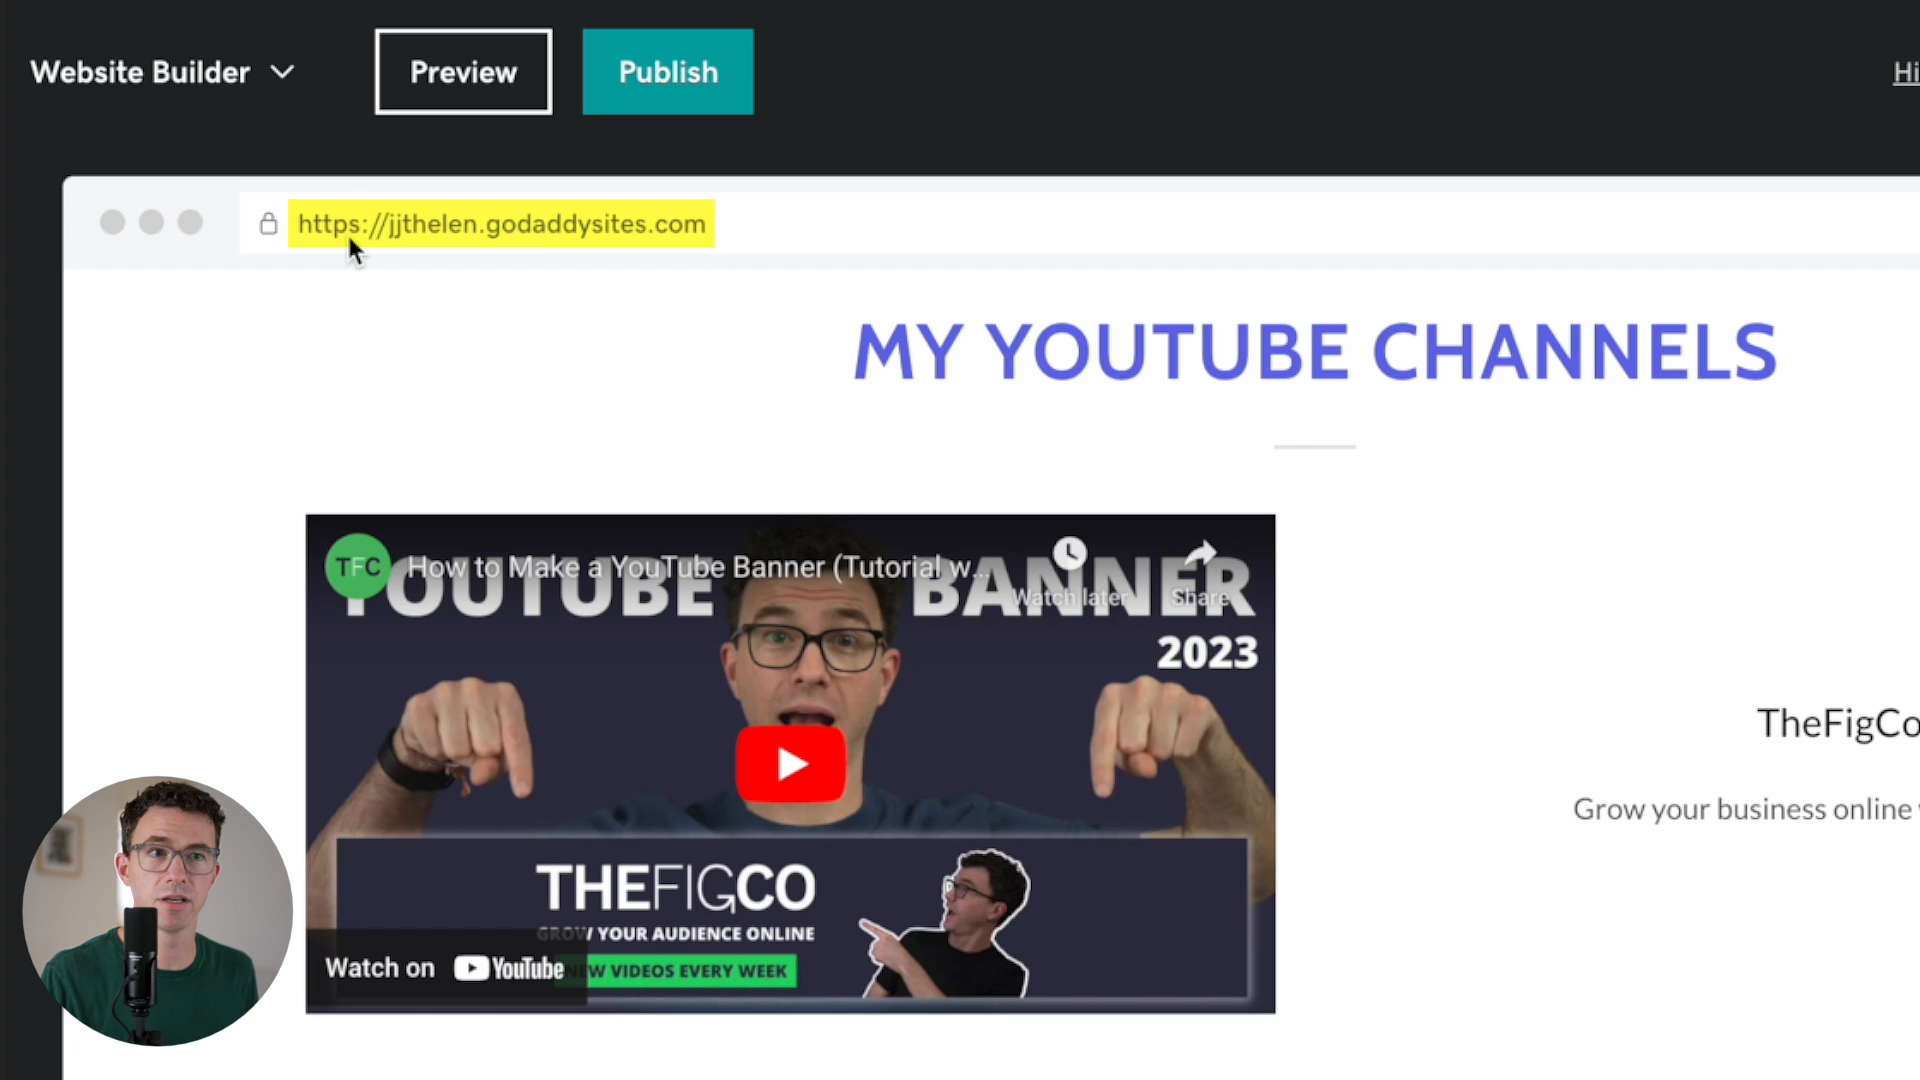 Website Builder
Preview
Publish
Hi
https://jjthelen.godaddysites.com
MY YOUTUBE CHANNELS
TFC
How to Make a YouTube Banner (Tutorial w...
Watch later
Share
YOUTUBE BANNER
2023
TheFigCo
Grow your business online
THEFIGCO
GROW YOUR AUDIENCE ONLINE
NEW VIDEOS EVERY WEEK
Watch on YouTube